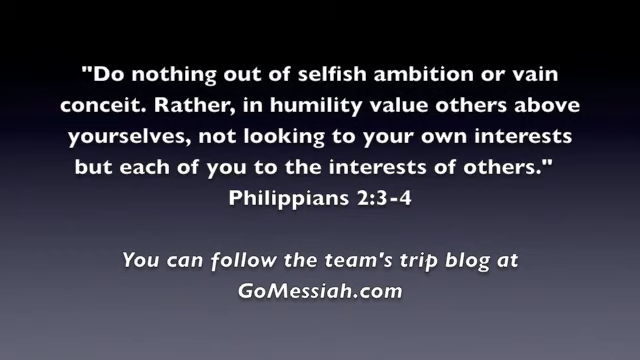 "Do nothing out of selfish ambition or vain
conceit. Rather, in humility value others above
yourselves, not looking to your own interests
but each of you to the interests of others."
Philippians 2:3-4
You can follow the team's trip blog at
GoMessiah.com